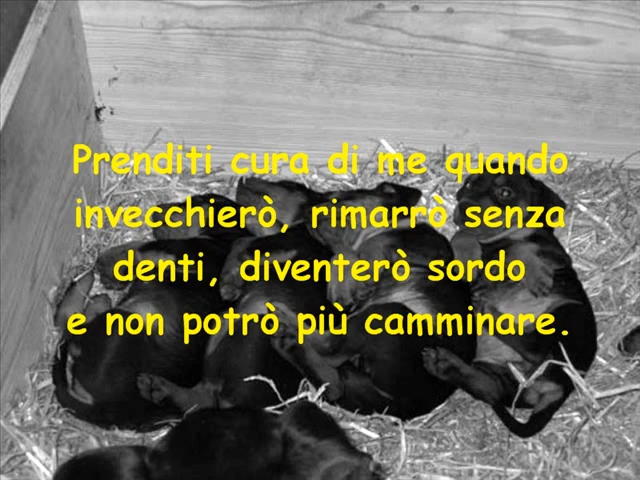 Prenditi cura di me quando
invecchierò, rimarrò senza
denti, diventerò sordo
e non potrò più camminare.